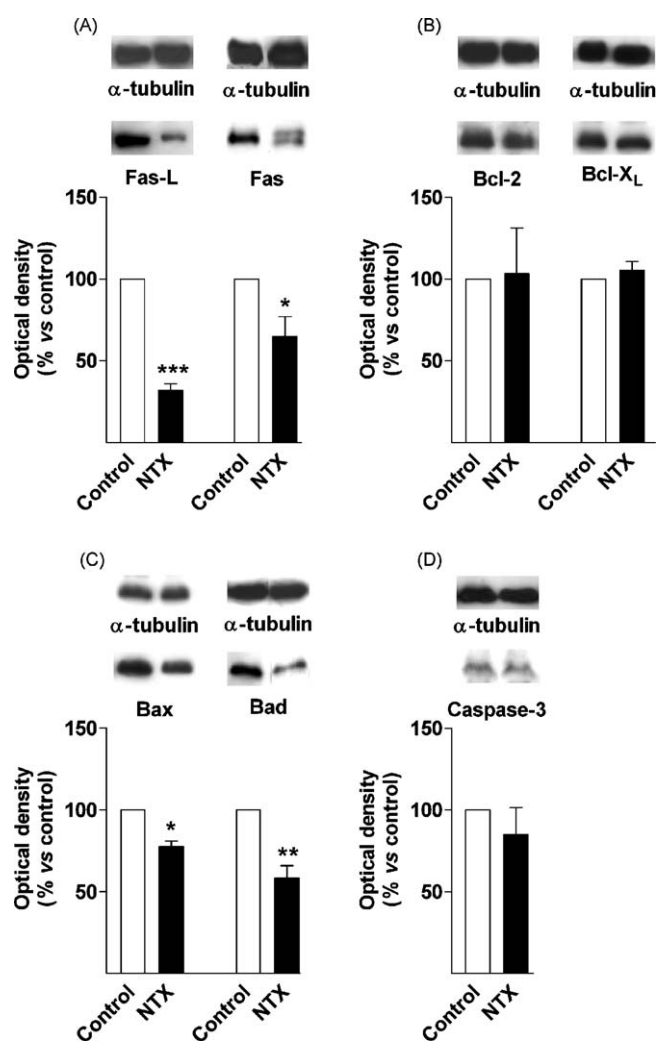 (A)
α-tubulin α-tubulin
Fas-L Fas
150
100
50
Optical density
(% vs control)
***
*
Control NTX Control NTX
(B)
α-tubulin α-tubulin
Bcl-2 Bcl-XL
150
100
50
Optical density
(% vs control)
Control NTX Control NTX
(C)
α-tubulin α-tubulin
Bax Bad
150
100
50
Optical density
(% vs control)
*
**
Control NTX Control NTX
(D)
α-tubulin
Caspase-3
150
100
50
Optical density
(% vs control)
Control NTX